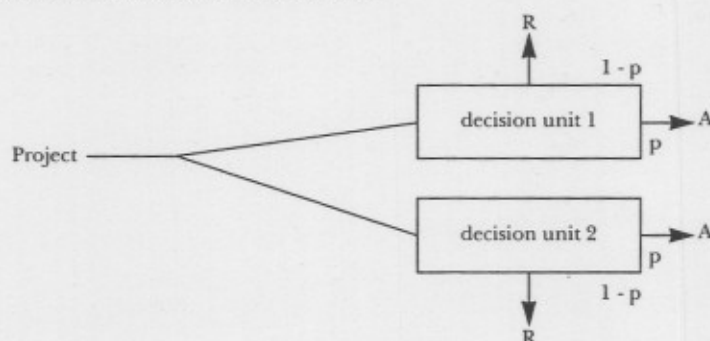 R
1 - p
decision unit 1
A
p
Project
decision unit 2
A
p
1 - p
R